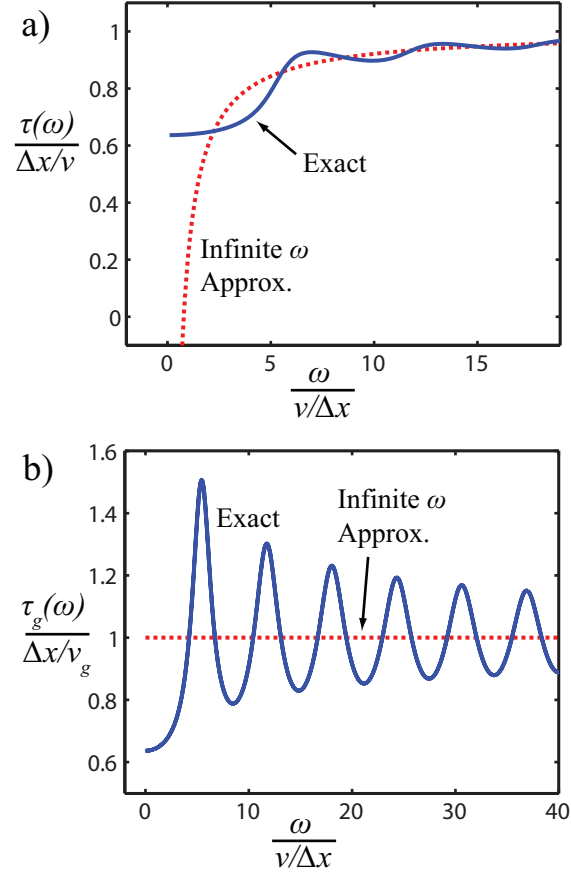 a)
1
0.8
0.6
0.4
0.2
0
τ(ω)
Δx/v
Exact
Infinite ω
Approx.
0
5
10
15
ω
v/Δx
b)
1.6
1.4
1.2
1
0.8
0.6
τg(ω)
Δx/vg
Exact
Infinite ω
Approx.
0
10
20
30
40
ω
v/Δx